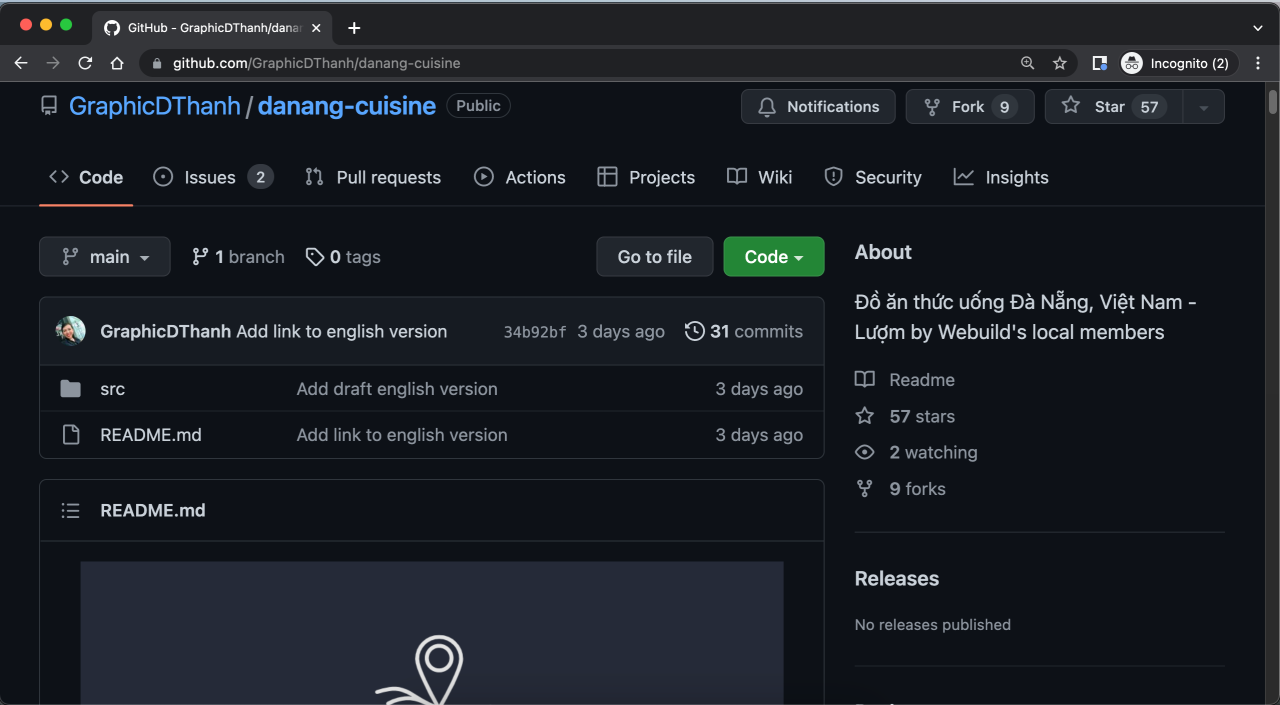 GitHub - GraphicDThanh/dana
github.com/GraphicDThanh/danang-cuisine
Incognito (2)
GraphicDThanh / danang-cuisine Public
Notifications
Fork 9
Star 57
Code
Issues 2
Pull requests
Actions
Projects
Wiki
Security
Insights
main
1 branch
0 tags
Go to file
Code
GraphicDThanh Add link to english version 34b92bf 3 days ago 31 commits
src Add draft english version 3 days ago
README.md Add link to english version 3 days ago
README.md
About
Đồ ăn thức uống Đà Nẵng, Việt Nam -
Lượm by Webuild's local members
Readme
57 stars
2 watching
9 forks
Releases
No releases published